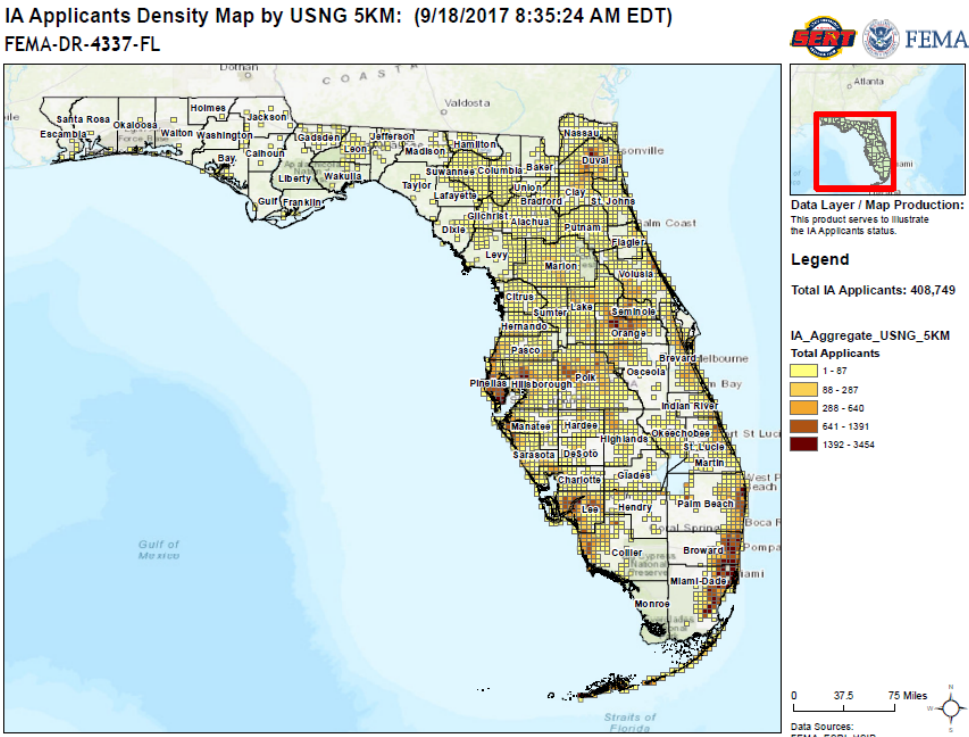 IA Applicants Density Map by USNG 5KM: (9/18/2017 8:35:24 AM EDT)
FEMA-DR-4337-FL
SERT
FEMA
Dothan
COAST
Valdosta
Holmes
Jackson
Santa Rosa
Okaloosa
Walton
Washington
Escambia
Gadsden
Jefferson
Leon
Madison
Hamilton
Nassau
Duval
Bay
Calhoun
Liberty
Wakulla
Suwannee
Columbia
Baker
Taylor
Lafayette
Union
Clay
Gulf
Franklin
Bradford
St. Johns
Gilchrist
Alachua
Putnam
Palm Coast
Dixie
Flagler
Levy
Marion
Volusia
Citrus
Sumter
Lake
Seminole
Hernando
Orange
Pasco
Brevard
Osceola
Pinellas
Hillsborough
Polk
Indian River
Manatee
Hardee
Highlands
Okeechobee
St. Lucie
Sarasota
DeSoto
Martin
Charlotte
Glades
Lee
Hendry
Palm Beach
Collier
Broward
Miami-Dade
Monroe
Gulf of
Mexico
Straits of
Florida
Atlanta
Data Layer / Map Production:
This product serves to illustrate
the IA Applicants status.
Legend
Total IA Applicants: 408,749
IA_Aggregate_USNG_5KM
Total Applicants
1 - 87
88 - 287
288 - 640
641 - 1391
1392 - 3454
0 37.5 75 Miles
N
W
S
Data Sources: